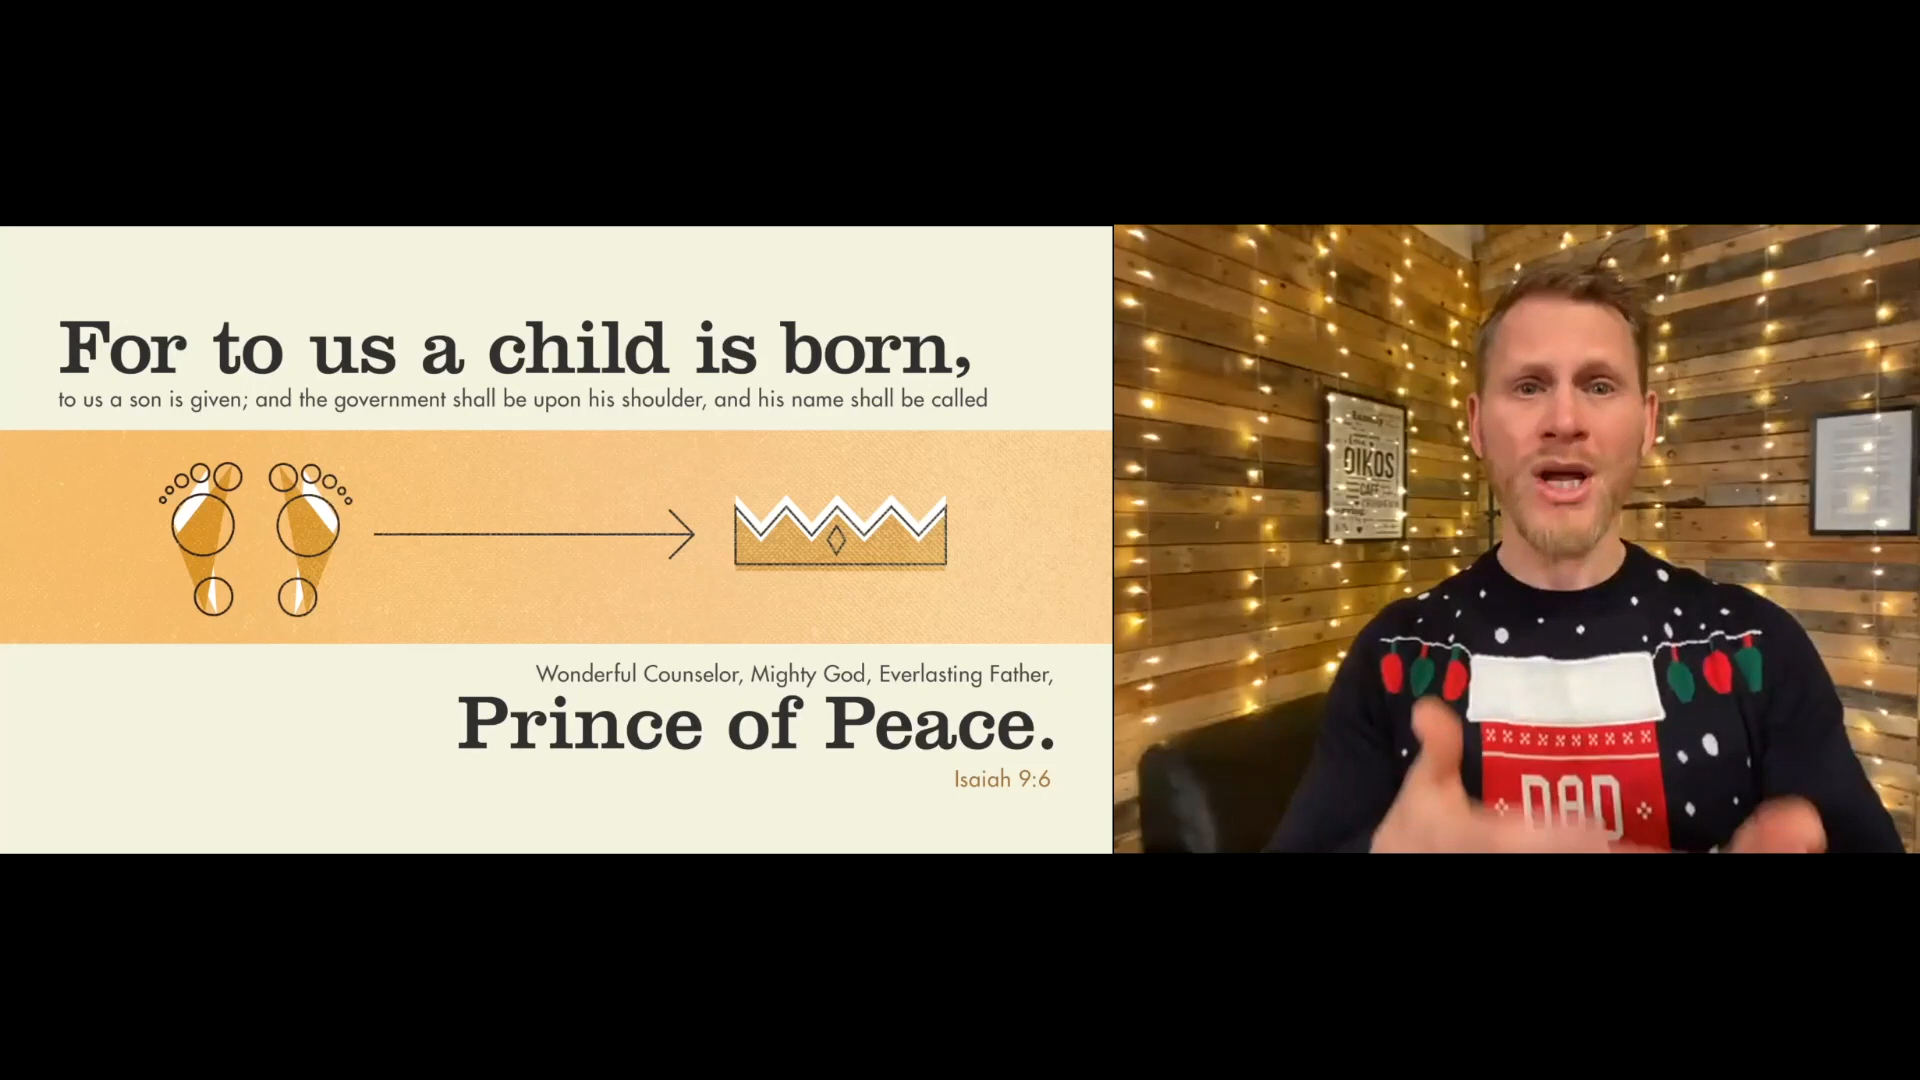 For to us a child is born,
to us a son is given; and the government shall be upon his shoulder, and his name shall be called
Wonderful Counselor, Mighty God, Everlasting Father,
Prince of Peace.
Isaiah 9:6
OIKOS
CAFE
DAD